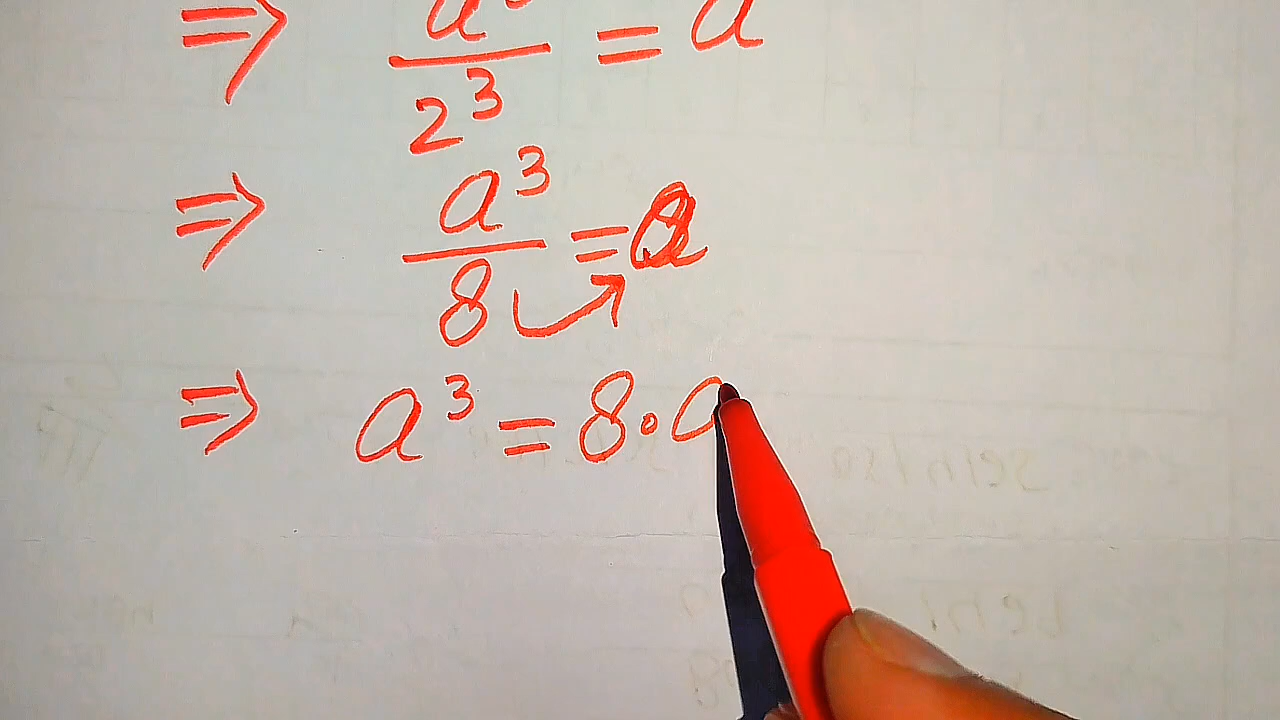 ⇒ a³/2³ = a
⇒ a³/8 = a
⇒ a³ = 8·a